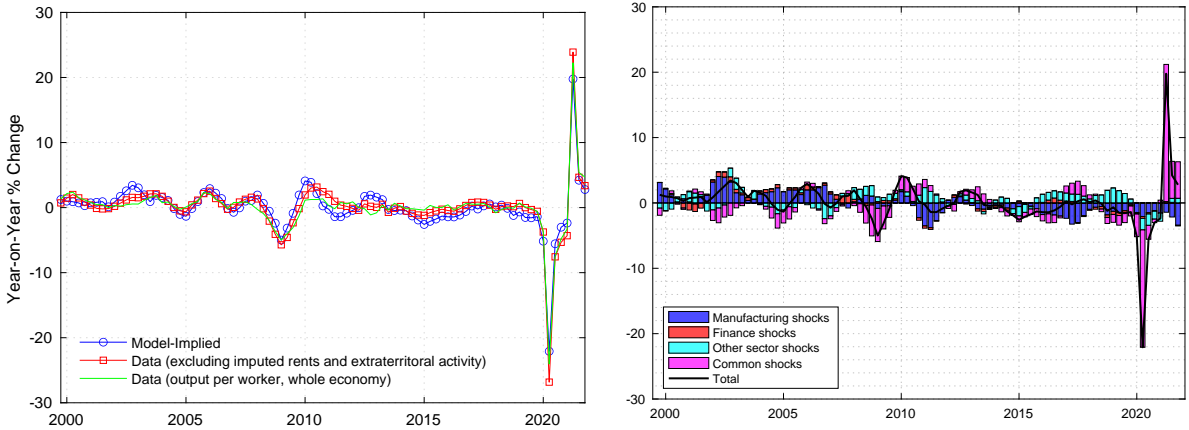 Year-on-Year % Change
30
20
10
0
-10
-20
-30
2000
2005
2010
2015
2020
Model-Implied
Data (excluding imputed rents and extraterritoral activity)
Data (output per worker, whole economy)
30
20
10
0
-10
-20
-30
2000
2005
2010
2015
2020
Manufacturing shocks
Finance shocks
Other sector shocks
Common shocks
Total